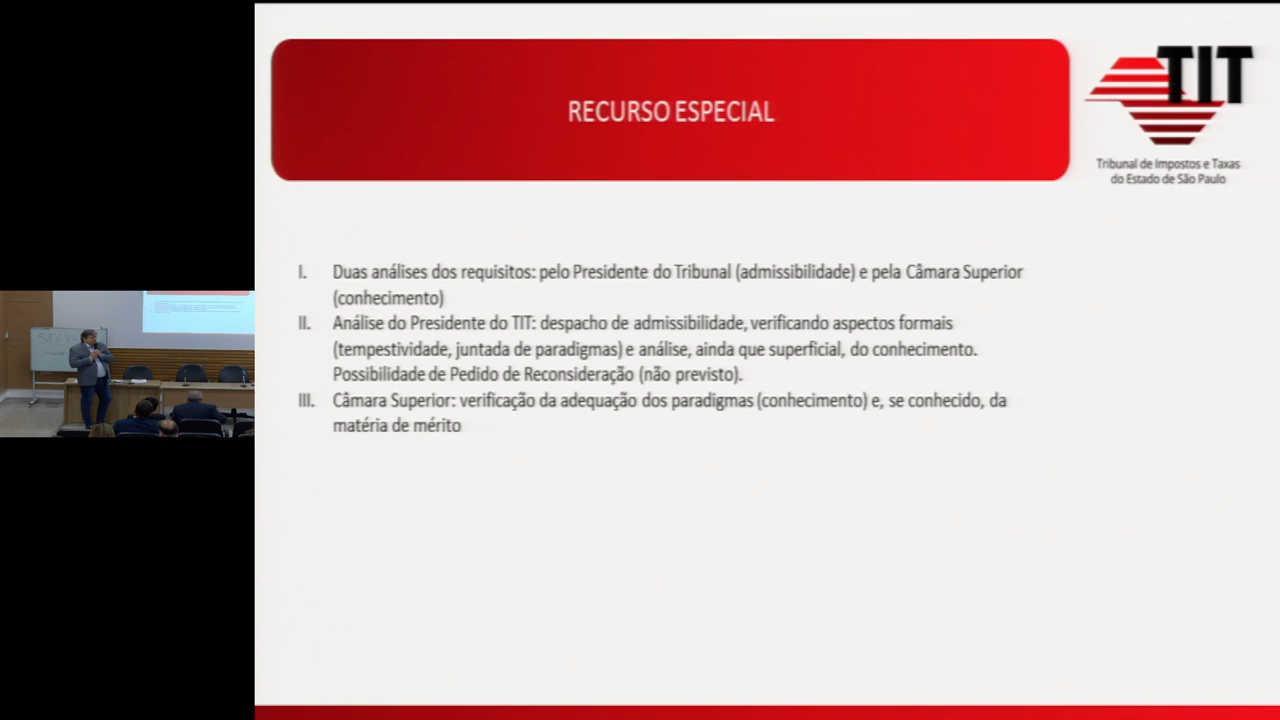 RECURSO ESPECIAL
TIT
Tribunal de Impostos e Taxas
do Estado de São Paulo
I. Duas análises dos requisitos: pelo Presidente do Tribunal (admissibilidade) e pela Câmara Superior
(conhecimento)
II. Análise do Presidente do TIT: despacho de admissibilidade, verificando aspectos formais
(tempestividade, juntada de paradigmas) e análise, ainda que superficial, do conhecimento.
Possibilidade de Pedido de Reconsideração (não previsto).
III. Câmara Superior: verificação da adequação dos paradigmas (conhecimento) e, se conhecido, da
matéria de mérito